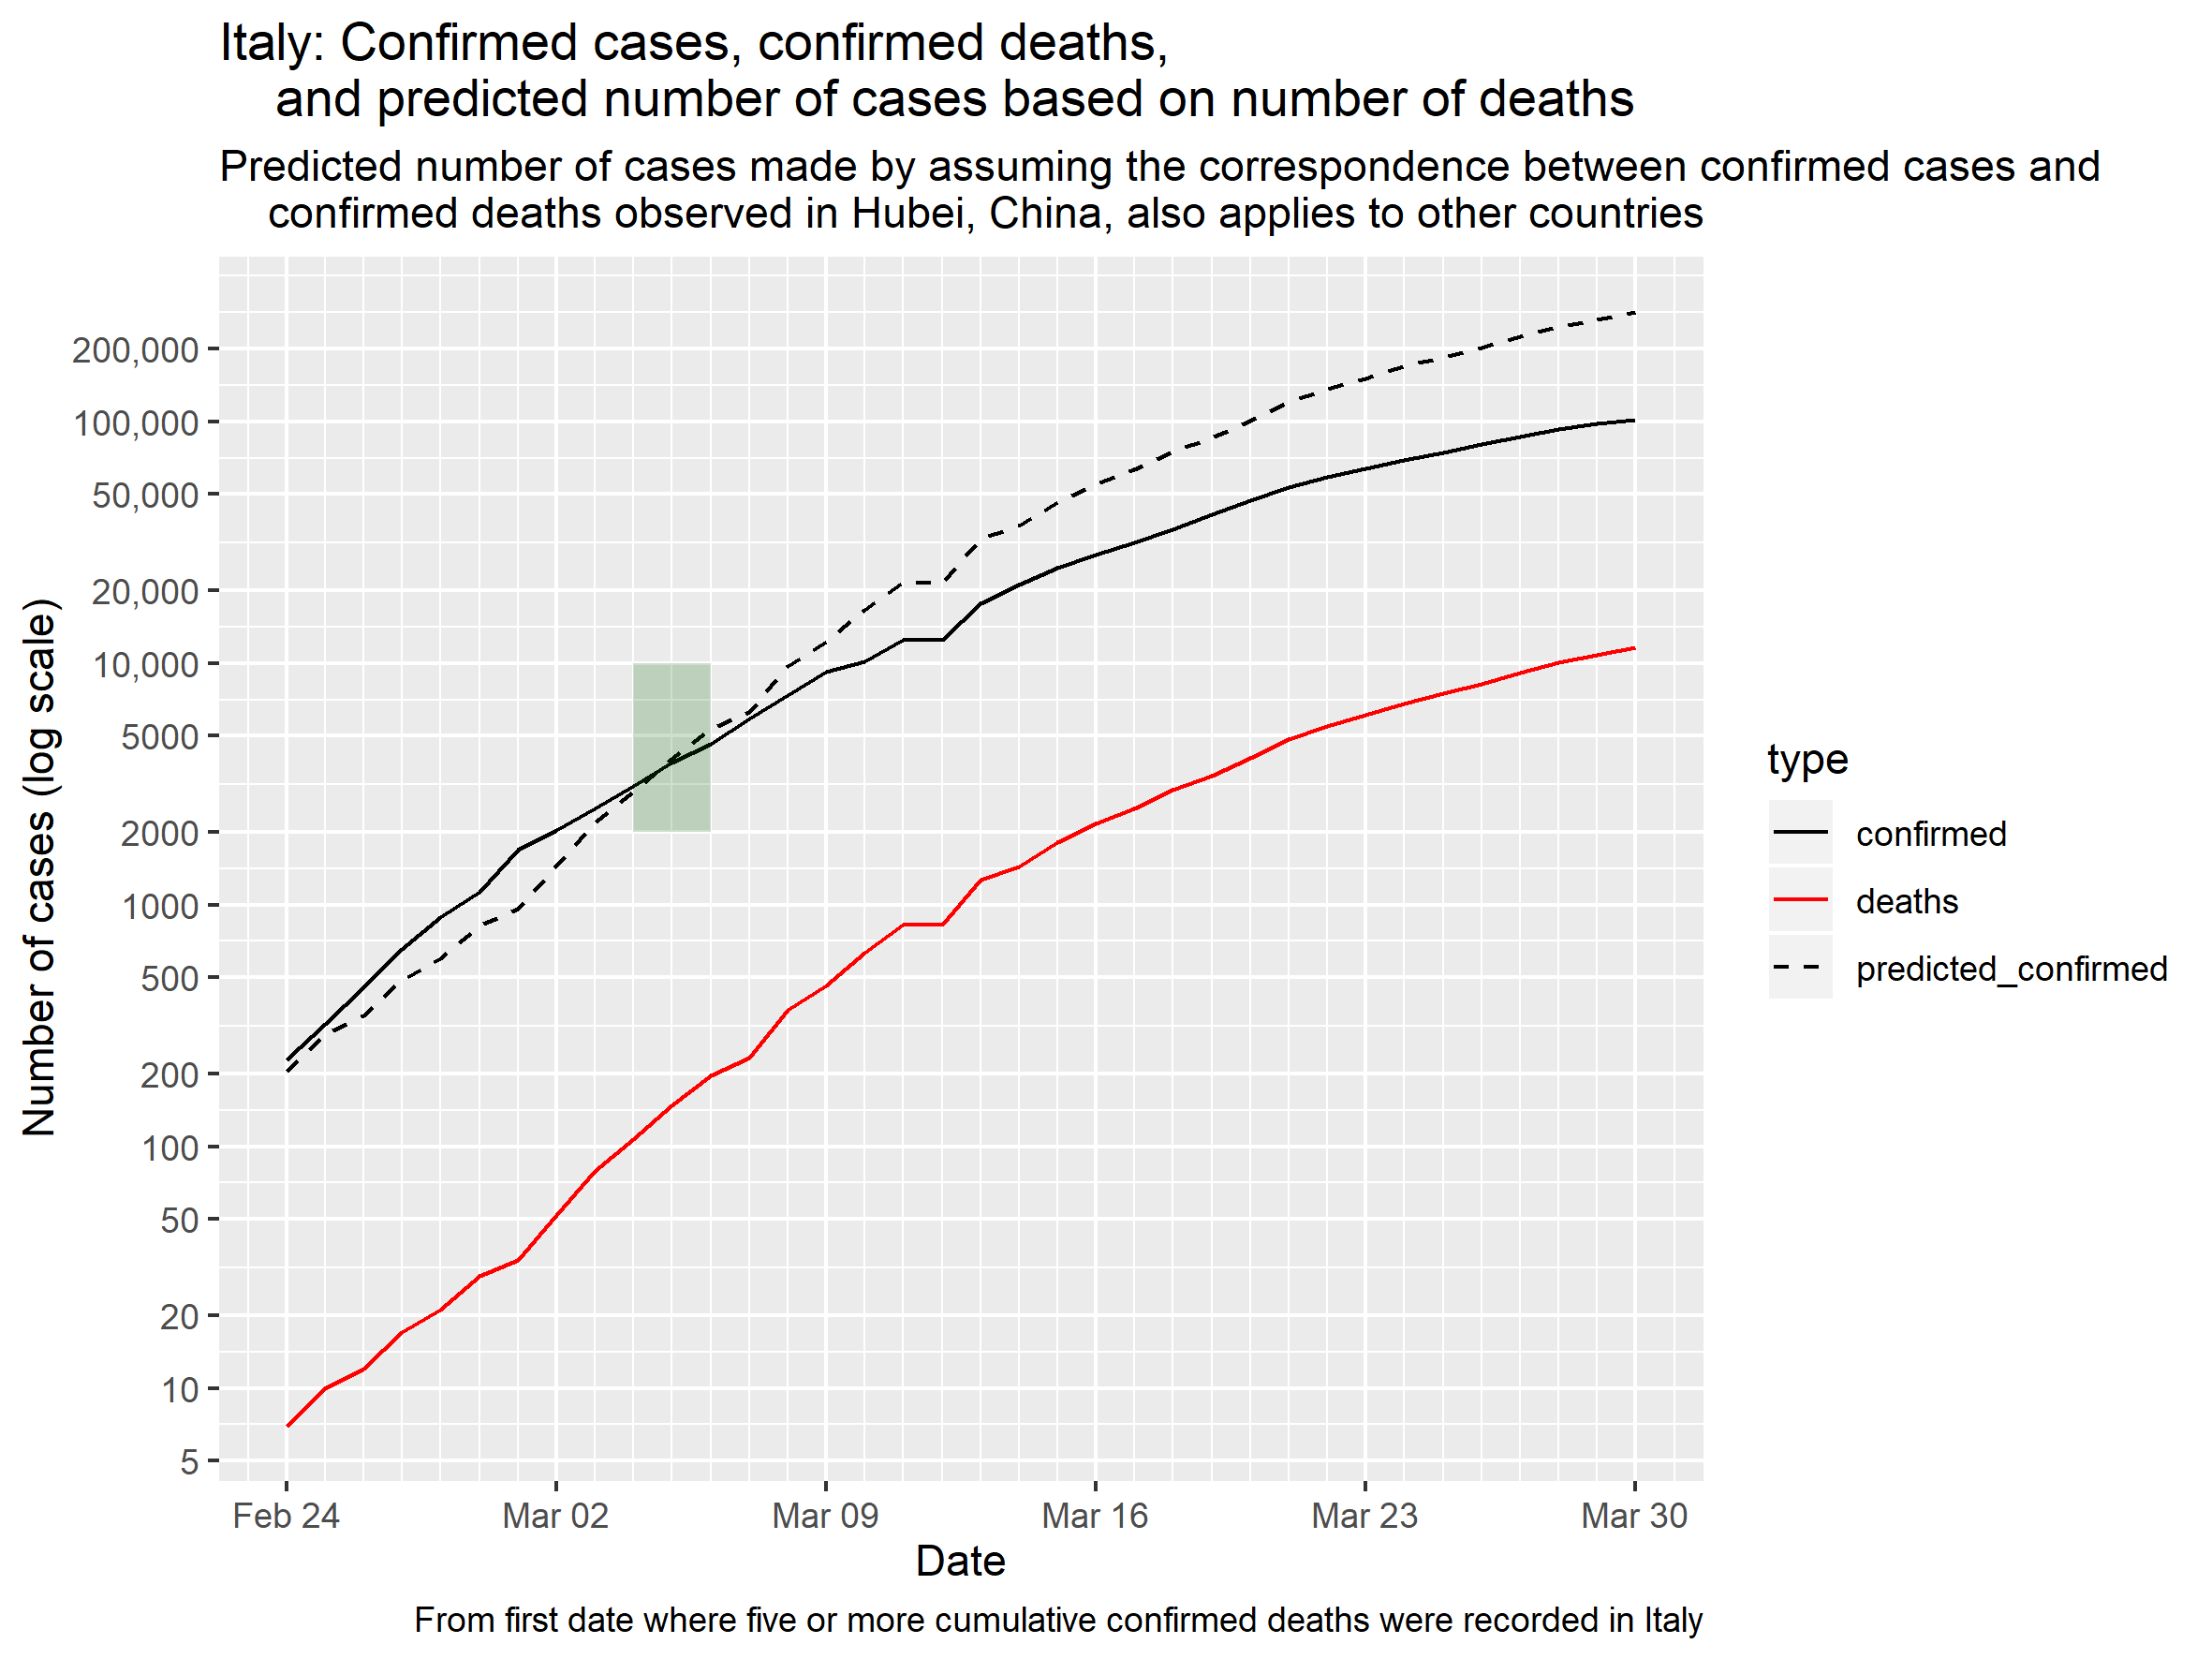 Italy: Confirmed cases, confirmed deaths,
and predicted number of cases based on number of deaths
Predicted number of cases made by assuming the correspondence between confirmed cases and
confirmed deaths observed in Hubei, China, also applies to other countries
Number of cases (log scale)
200,000
100,000
50,000
20,000
10,000
5000
2000
1000
500
200
100
50
20
10
5
Feb 24
Mar 02
Mar 09
Mar 16
Mar 23
Mar 30
Date
type
confirmed
deaths
predicted_confirmed
From first date where five or more cumulative confirmed deaths were recorded in Italy